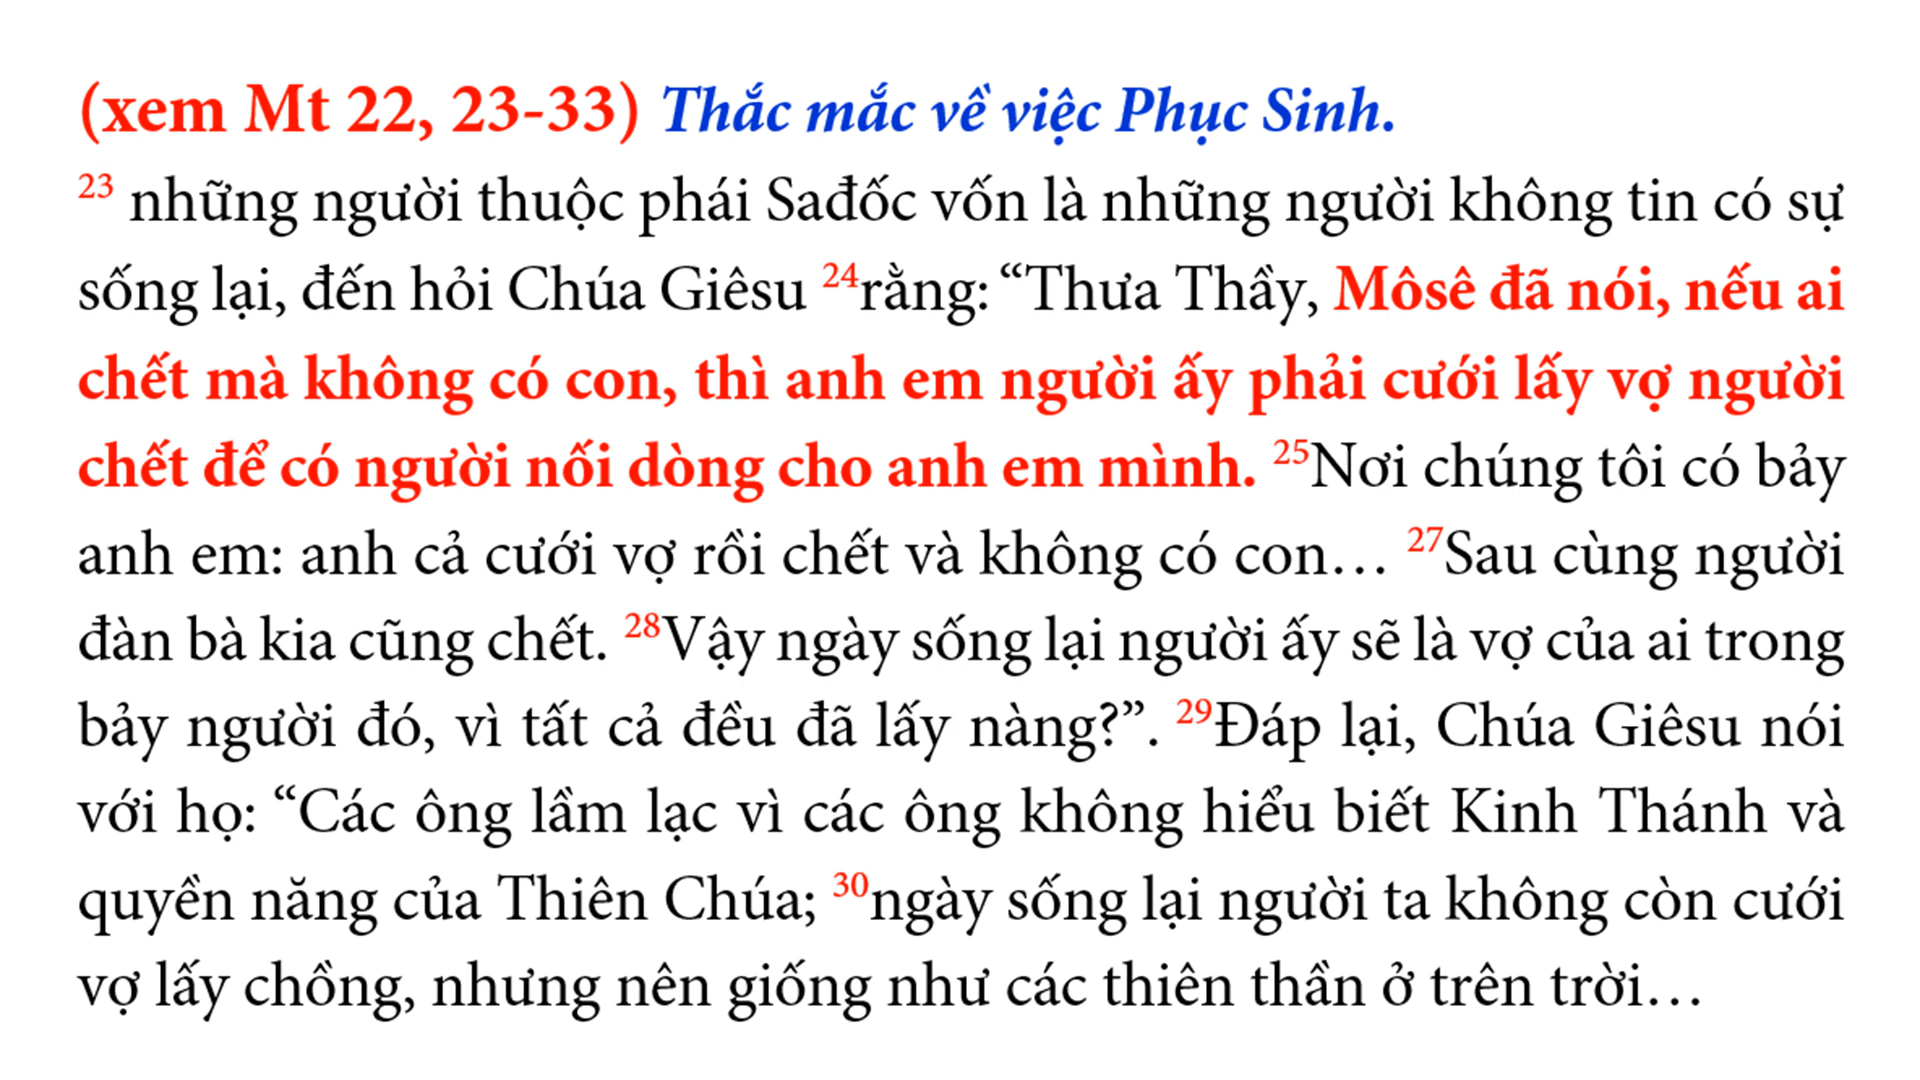 (xem Mt 22, 23-33) Thắc mắc về việc Phục Sinh.
23 những người thuộc phái Sađốc vốn là những người không tin có sự
sống lại, đến hỏi Chúa Giêsu 24rằng: “Thưa Thầy, Môsê đã nói, nếu ai
chết mà không có con, thì anh em người ấy phải cưới lấy vợ người
chết để có người nối dòng cho anh em mình. 25Nơi chúng tôi có bảy
anh em: anh cả cưới vợ rồi chết và không có con… 27Sau cùng người
đàn bà kia cũng chết. 28Vậy ngày sống lại người ấy sẽ là vợ của ai trong
bảy người đó, vì tất cả đều đã lấy nàng?”. 29Đáp lại, Chúa Giêsu nói
với họ: “Các ông lầm lạc vì các ông không hiểu biết Kinh Thánh và
quyền năng của Thiên Chúa; 30ngày sống lại người ta không còn cưới
vợ lấy chồng, nhưng nên giống như các thiên thần ở trên trời…